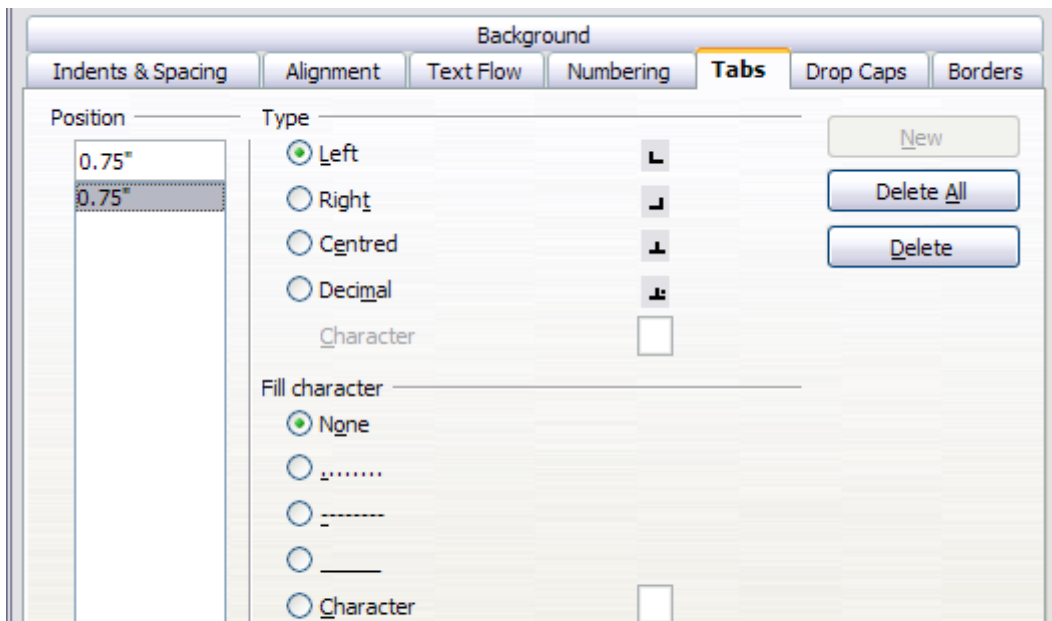 Background
Indents & Spacing Alignment Text Flow Numbering Tabs Drop Caps Borders
Position Type
0.75" Left New
0.75" Right Delete All
Centred Delete
Decimal
Character
Fill character
None
.........
--------
_____
Character